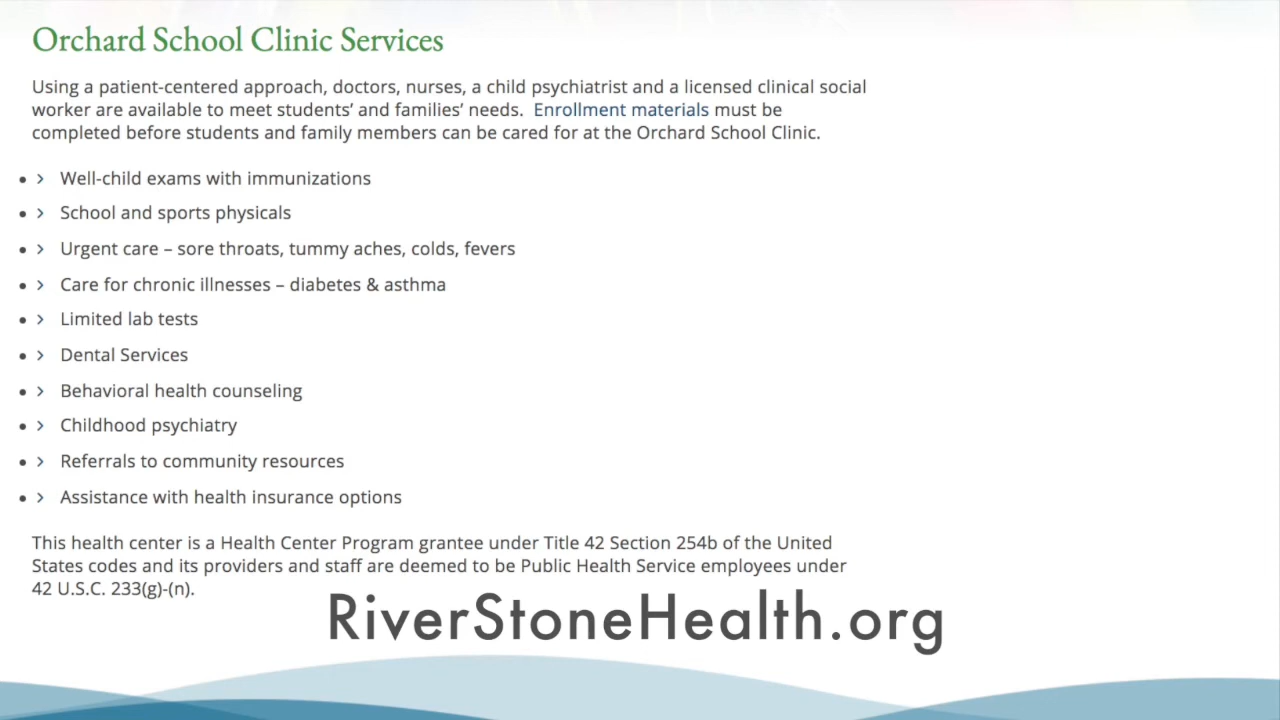 Orchard School Clinic Services
Using a patient-centered approach, doctors, nurses, a child psychiatrist and a licensed clinical social
worker are available to meet students’ and families’ needs. Enrollment materials must be
completed before students and family members can be cared for at the Orchard School Clinic.
• > Well-child exams with immunizations
• > School and sports physicals
• > Urgent care – sore throats, tummy aches, colds, fevers
• > Care for chronic illnesses – diabetes & asthma
• > Limited lab tests
• > Dental Services
• > Behavioral health counseling
• > Childhood psychiatry
• > Referrals to community resources
• > Assistance with health insurance options
This health center is a Health Center Program grantee under Title 42 Section 254b of the United
States codes and its providers and staff are deemed to be Public Health Service employees under
42 U.S.C. 233(g)-(n).
RiverStoneHealth.org